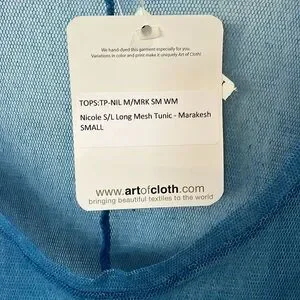 We hand-dyed this garment especially for you.
Variations in color and print make it uniquely Art of Cloth!
TOPS:TP-NIL M/MRK SM WM
Nicole S/L Long Mesh Tunic - Marakesh
SMALL
www.artofcloth.com
bringing beautiful textiles to the world